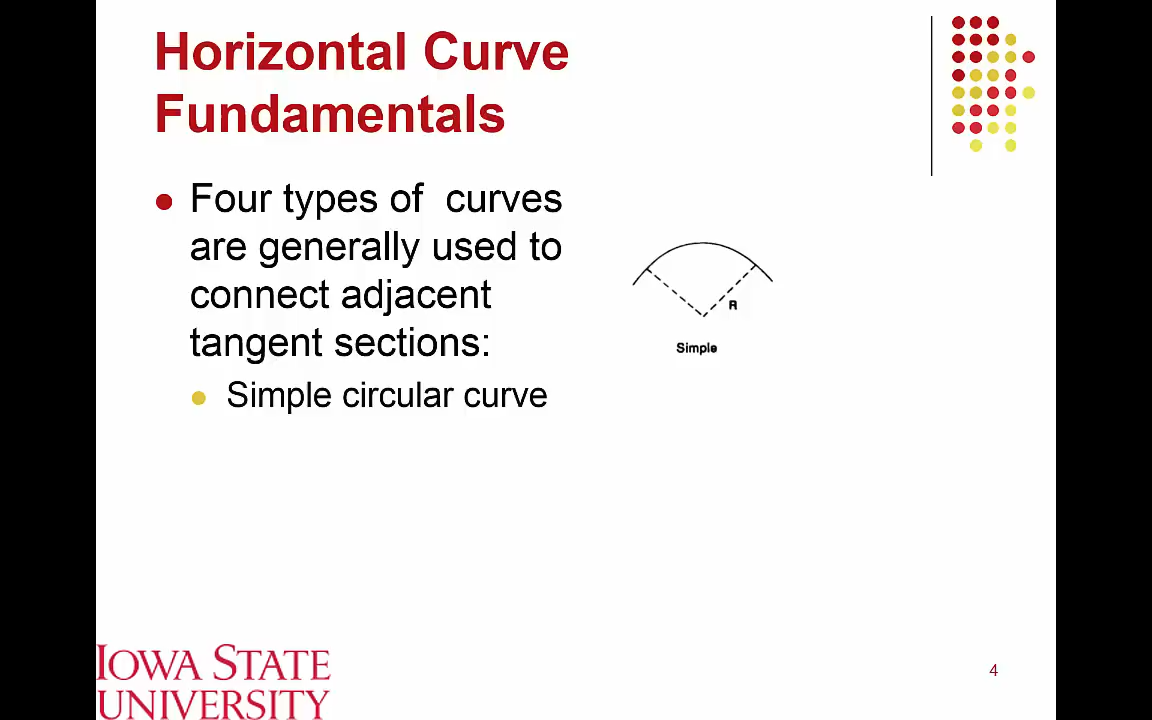 Horizontal Curve
Fundamentals
Four types of  curves
are generally used to
connect adjacent
tangent sections:
Simple circular curve
R
Simple
IOWA STATE
UNIVERSITY
4